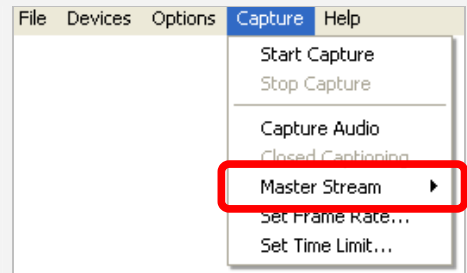 File Devices Options Capture Help
Start Capture
Stop Capture
Capture Audio
Closed Captioning
Master Stream
Set Frame Rate...
Set Time Limit...